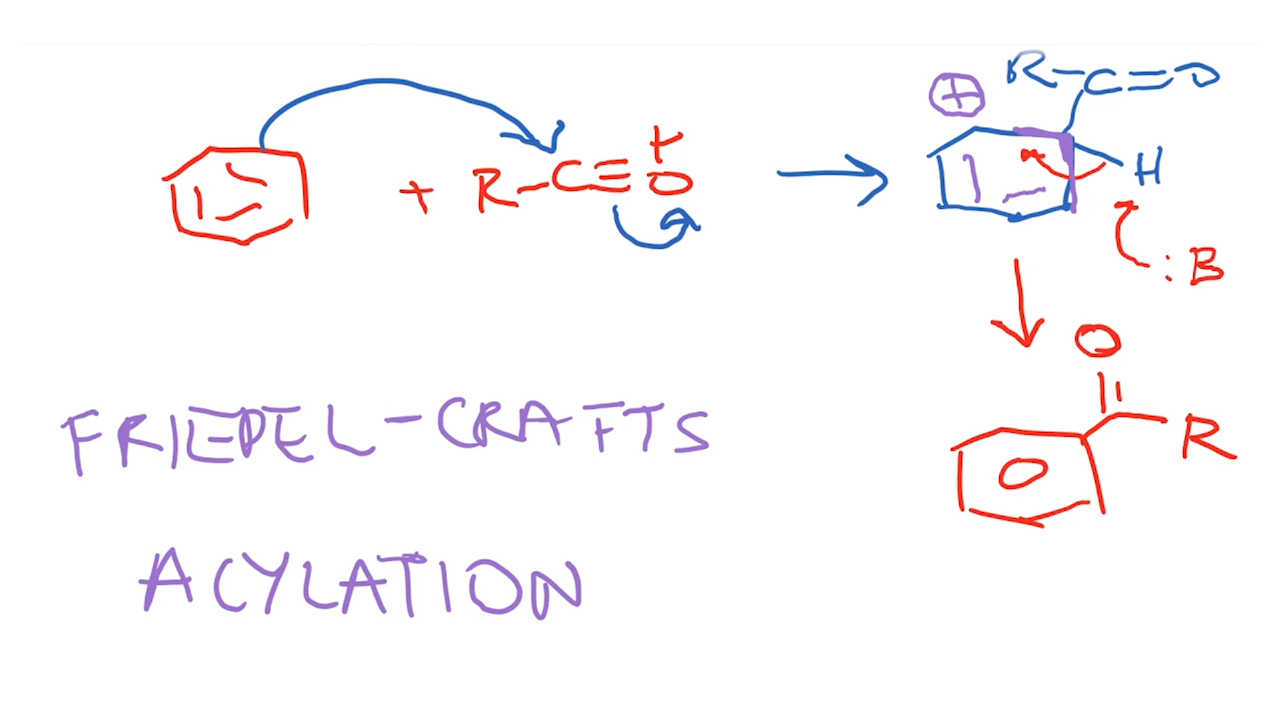 R-C=O
+
+
+ R-C≡O
H
:B
O
FRIEDEL-CRAFTS
R
ACYLATION